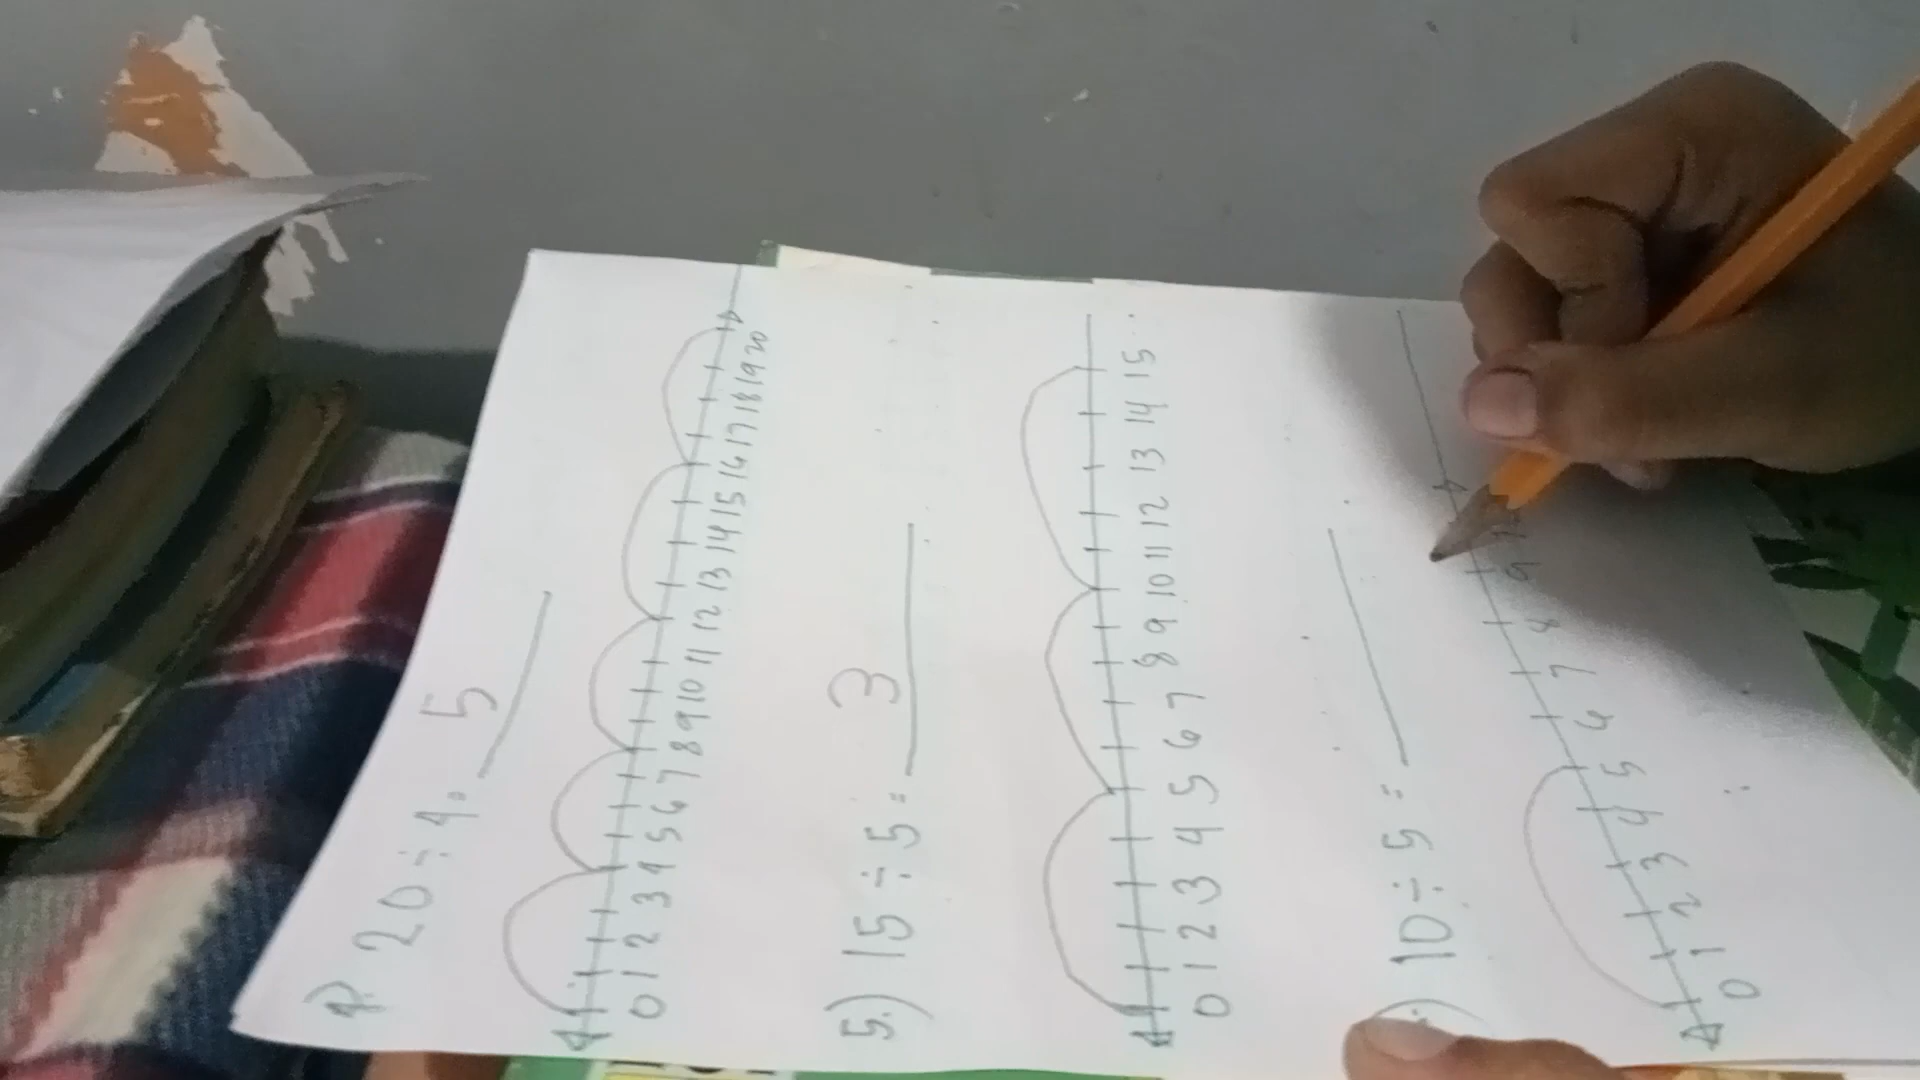 4.) 20 ÷ 4 = 5
0 1 2 3 4 5 6 7 8 9 10 11 12 13 14 15 16 17 18 19 20
5.) 15 ÷ 5 = 3
0 1 2 3 4 5 6 7 8 9 10 11 12 13 14 15
10 ÷ 5 =
0 1 2 3 4 5 6 7 8 9